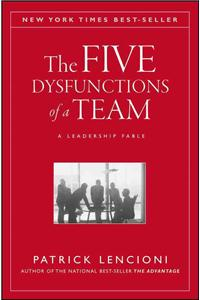 NEW YORK TIMES BEST-SELLER
The FIVE
DYSFUNCTIONS
of a TEAM
A LEADERSHIP FABLE
PATRICK LENCIONI
AUTHOR OF THE NATIONAL BEST-SELLER THE ADVANTAGE